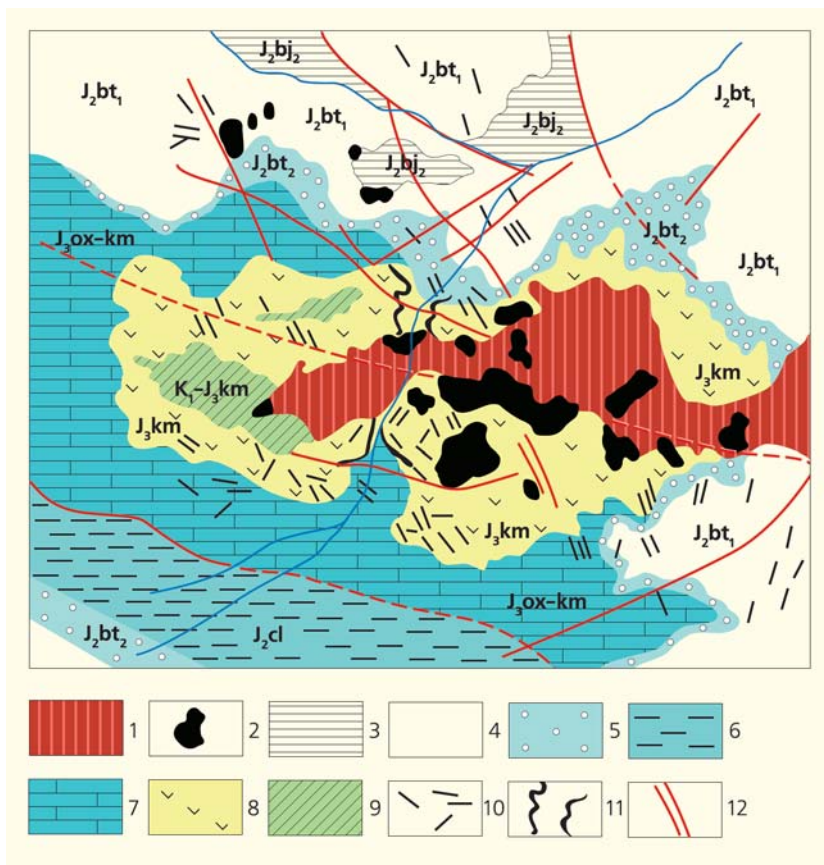 J₂bj₂
J₂bt₁
J₂bt₁
J₂bt₁
J₂bt₁
J₂bj₂
J₂bt₂
J₂bj₂
J₃ox–km
J₂bt₂
J₂bt₁
K₁–J₃km
J₃km
J₃km
J₃km
J₂bt₁
J₃ox–km
J₂bt₂
J₂cl
1 2 3 4 5 6
7 8 9 10 11 12